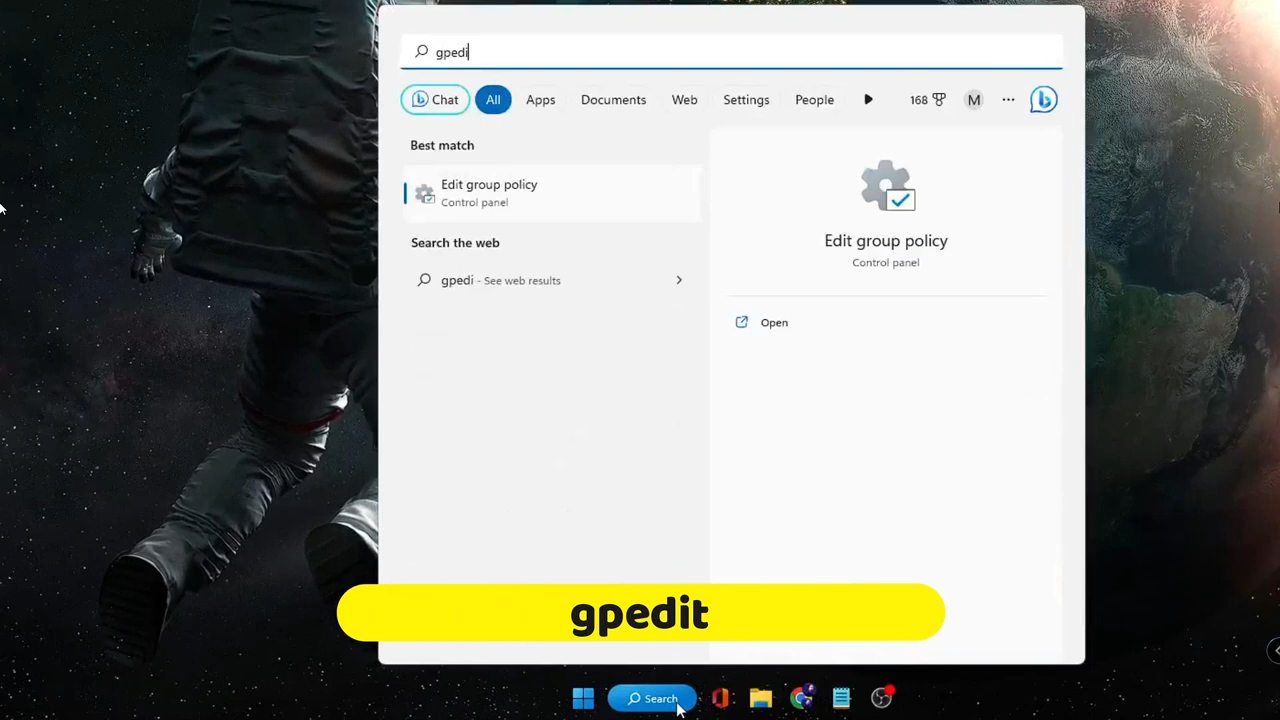 gpedi
Chat All Apps Documents Web Settings People 168 M ...
Best match
Edit group policy
Control panel
Search the web
gpedi - See web results
Edit group policy
Control panel
Open
gpedit
Search